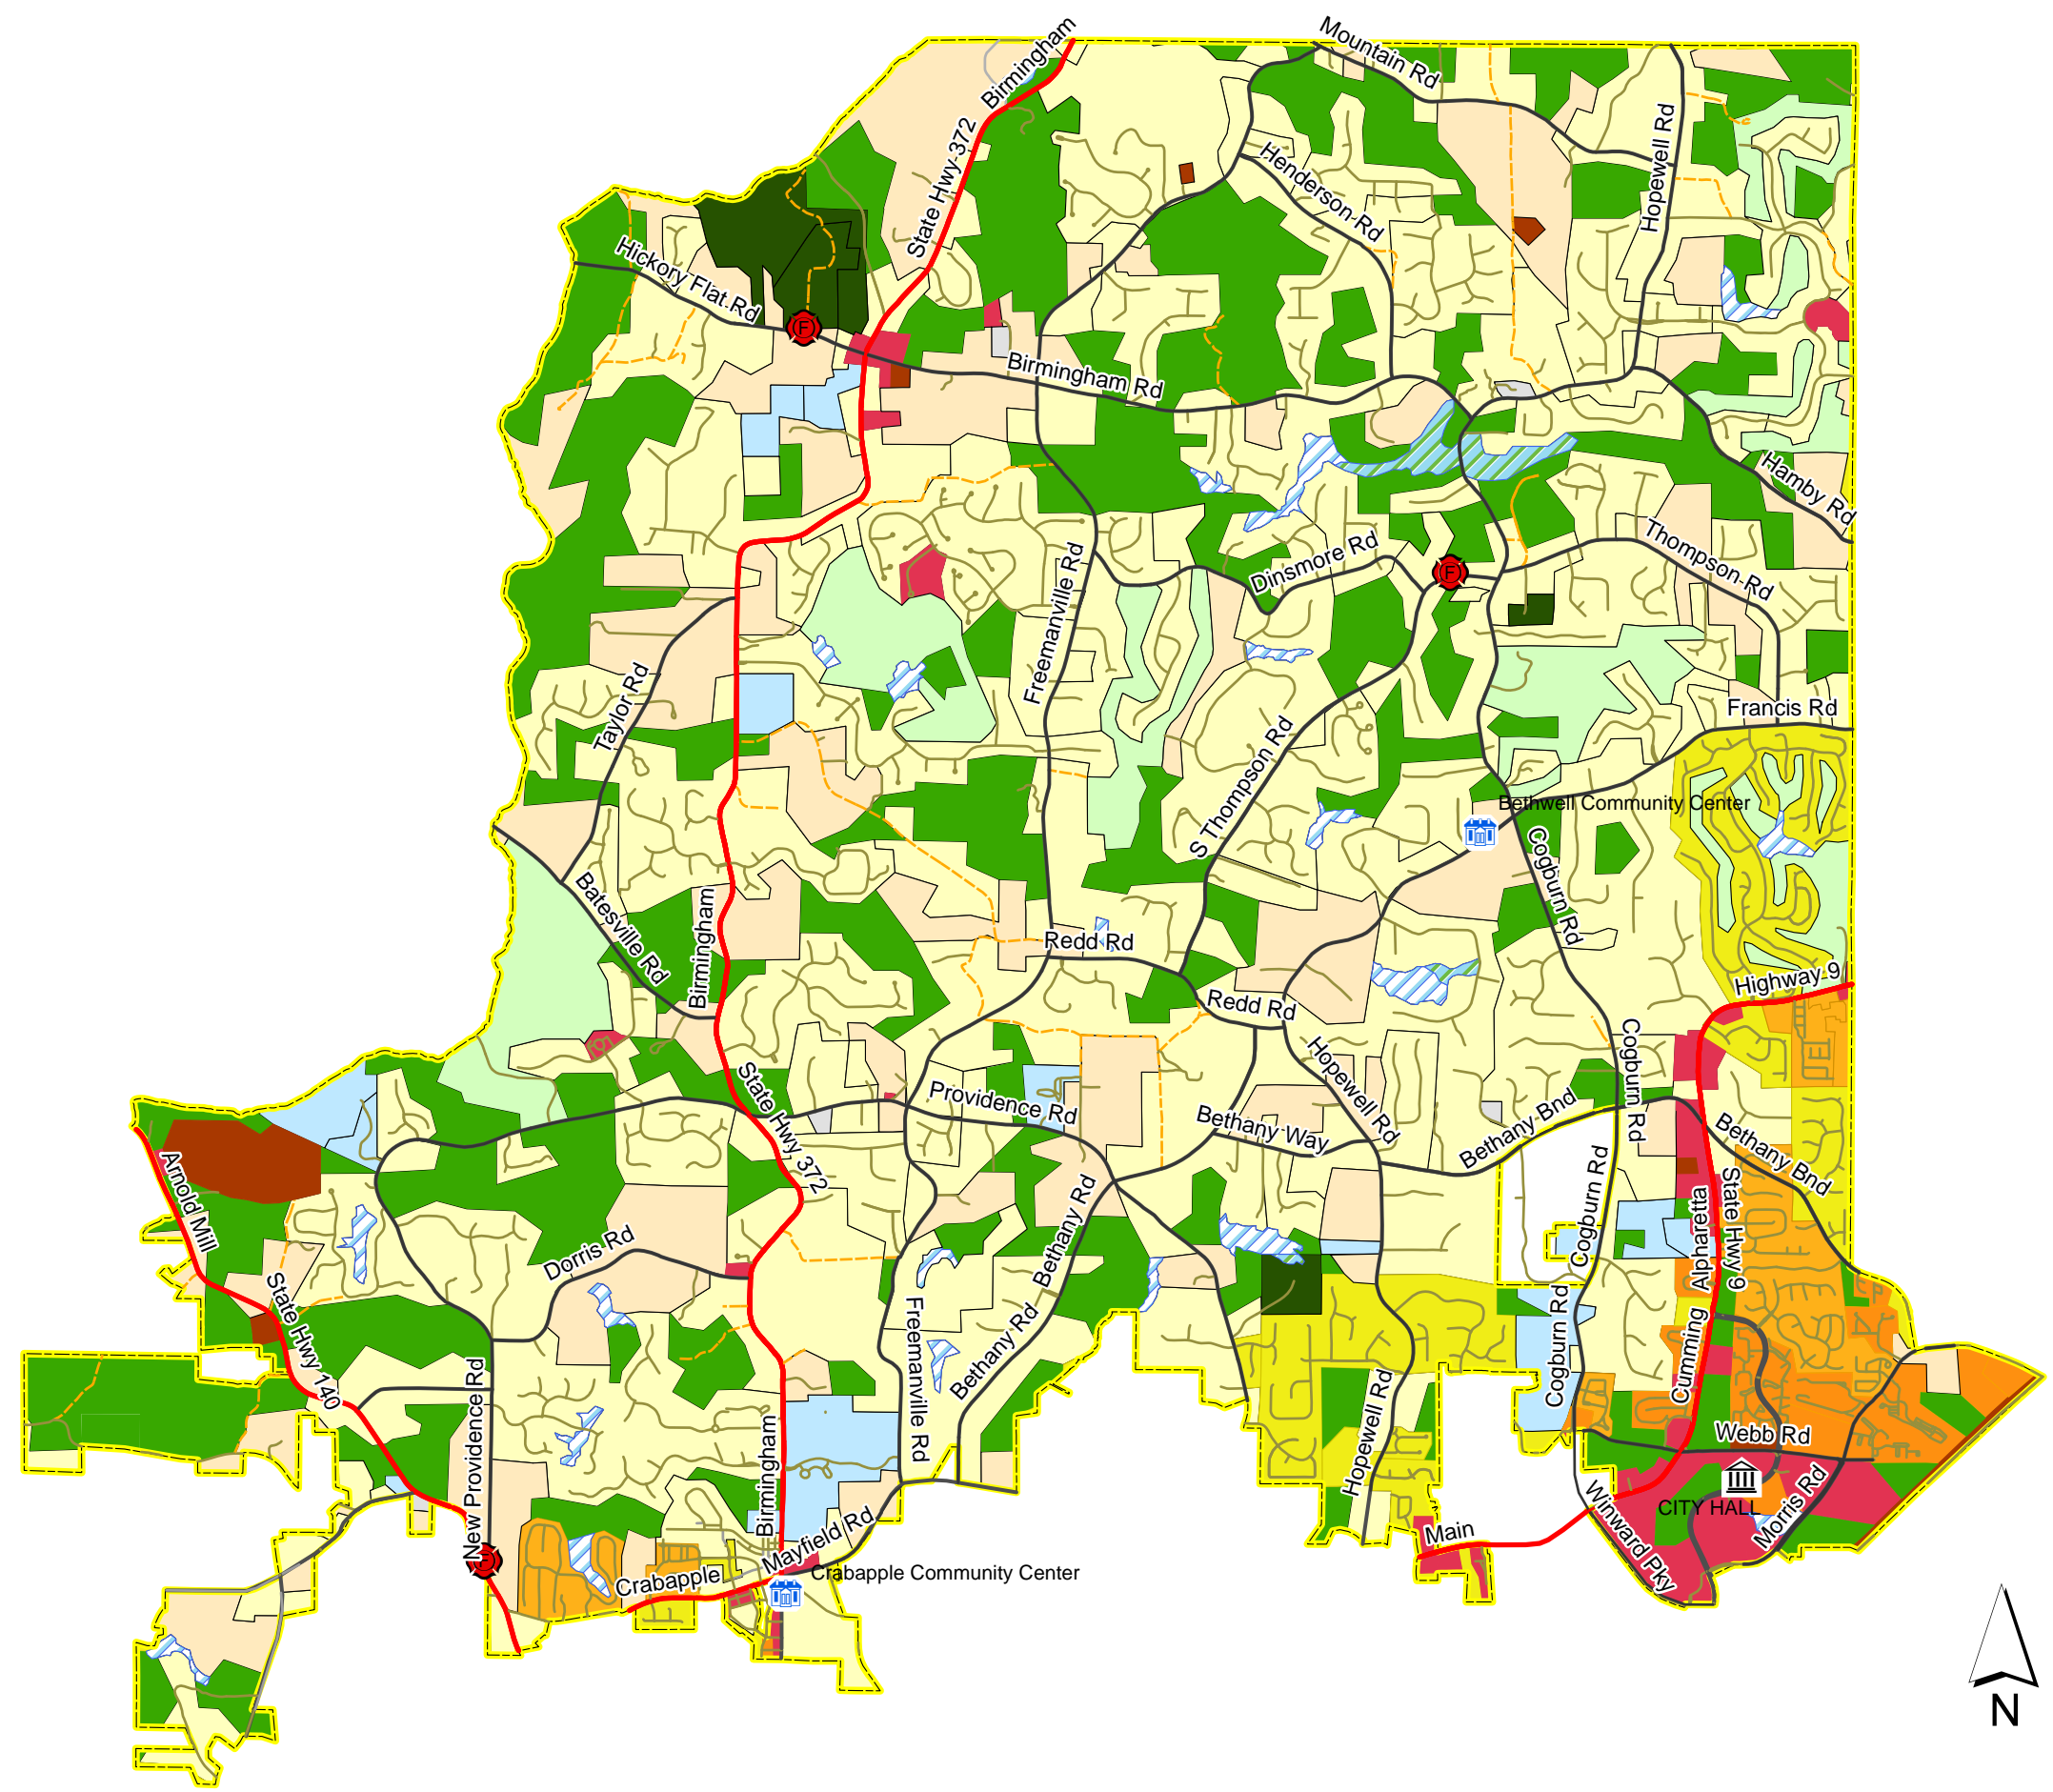 Birmingham
Mountain Rd
State Hwy 372
Hopewell Rd
Henderson Rd
Hickory Flat Rd
F
Birmingham Rd
Hamby Rd
Thompson Rd
Dinsmore Rd
F
Freemanville Rd
Taylor Rd
Francis Rd
S Thompson Rd
Bethwell Community Center
Cogburn Rd
Batesville Rd
Birmingham
Redd Rd
Highway 9
Redd Rd
Cogburn Rd
Hopewell Rd
State Hwy 372
Providence Rd
Bethany Way
Bethany Bnd
Bethany Bnd
Arnold Mill
Cogburn Rd
State Hwy 9
Alpharetta
Bethany Rd
Dorris Rd
State Hwy 140
Cogburn Rd
Freemanville Rd
Bethany Rd
Cumming
New Providence Rd
Hopewell Rd
Birmingham
Webb Rd
CITY HALL
Morris Rd
Winward Pky
Main
Mayfield Rd
Crabapple
Crabapple Community Center
N